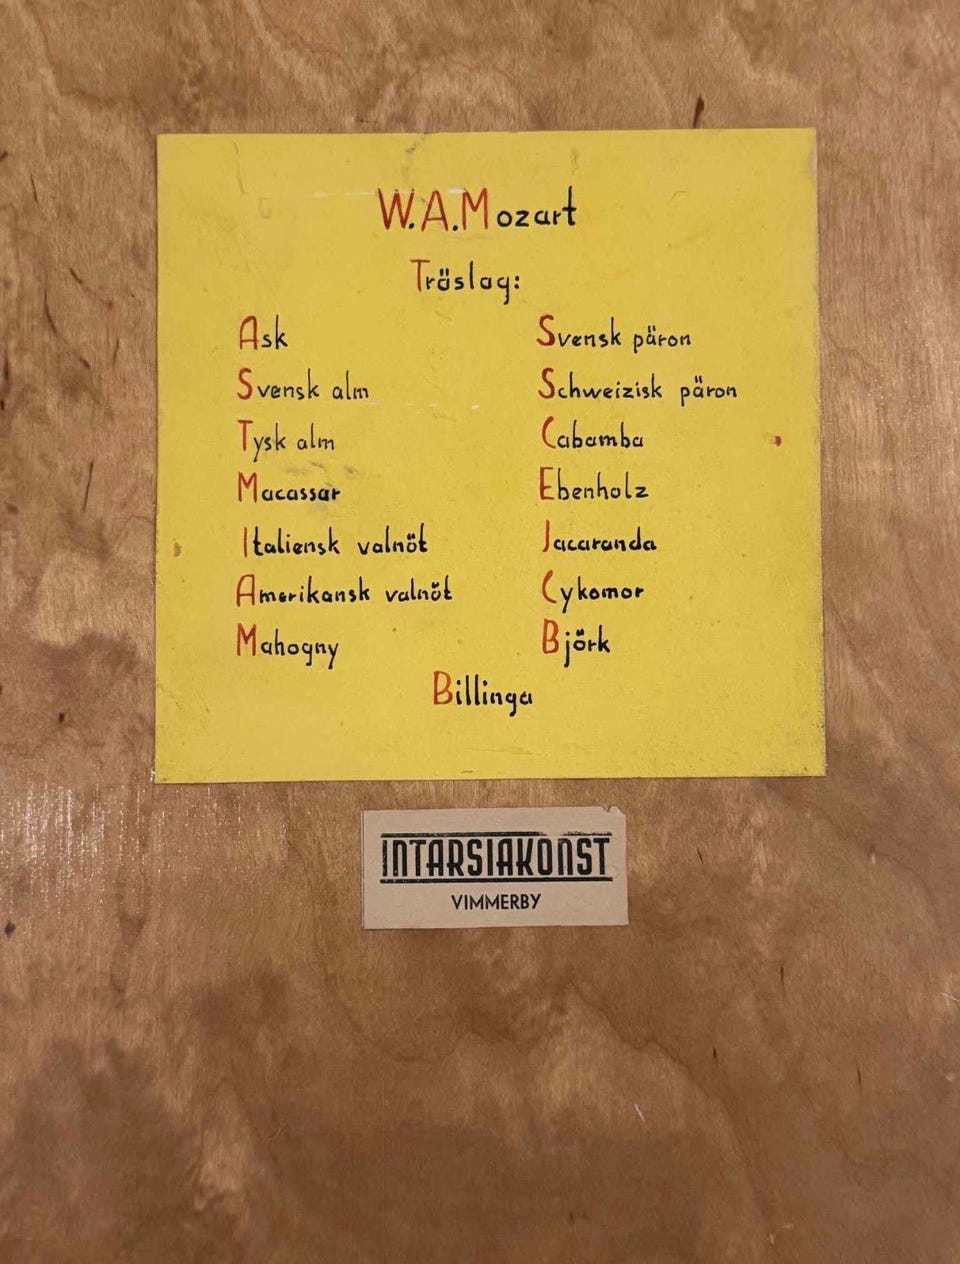 W.A.Mozart
Träslag:
Ask
Svensk alm
Tysk alm
Macassar
Italiensk valnöt
Amerikansk valnöt
Mahogny
Svensk päron
Schweizisk päron
Cabamba
Ebenholz
Jacaranda
Cykomor
Björk
Billinga
INTARSIAKONST
VIMMERBY